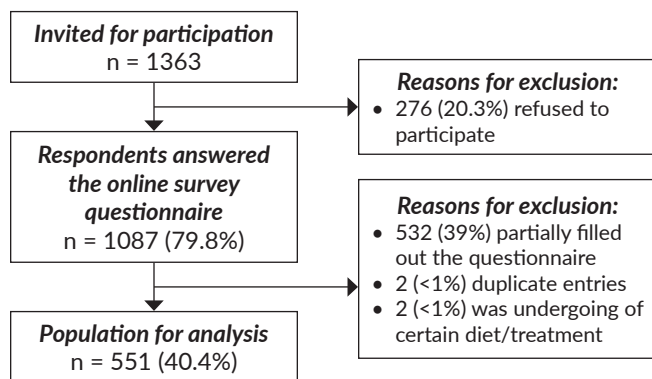 Invited for participation
n = 1363
Reasons for exclusion:
• 276 (20.3%) refused to
participate
Respondents answered
the online survey
questionnaire
n = 1087 (79.8%)
Reasons for exclusion:
• 532 (39%) partially filled
out the questionnaire
• 2 (<1%) duplicate entries
• 2 (<1%) was undergoing of
certain diet/treatment
Population for analysis
n = 551 (40.4%)